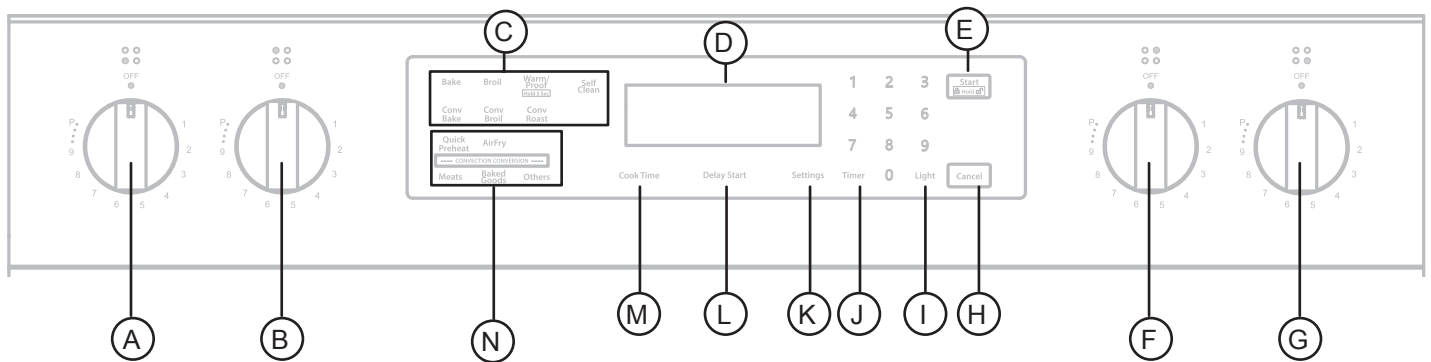 C
D
E
OFF
OFF
OFF
OFF
Bake Broil Warm/ Proof Self Clean
Hold 3 Sec
Conv Bake Conv Broil Conv Roast
Quick Preheat AirFry
CONVECTION CONVERSION
Meats Baked Goods Others
1 2 3
4 5 6
7 8 9
0
Start
Hold
Cook Time Delay Start Settings Timer Light Cancel
P 9 8 7 6 5 4 3 2 1
P 9 8 7 6 5 4 3 2 1
P 9 8 7 6 5 4 3 2 1
P 9 8 7 6 5 4 3 2 1
A B N M L K J I H F G